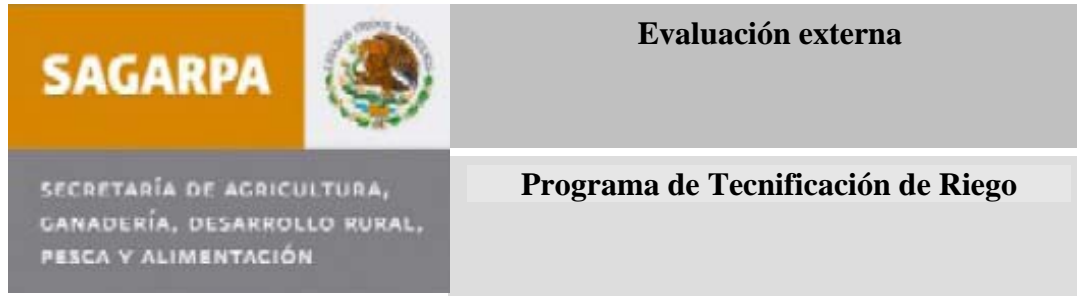 SAGARPA
SECRETARÍA DE AGRICULTURA,
GANADERÍA, DESARROLLO RURAL,
PESCA Y ALIMENTACIÓN
Evaluación externa
Programa de Tecnificación de Riego